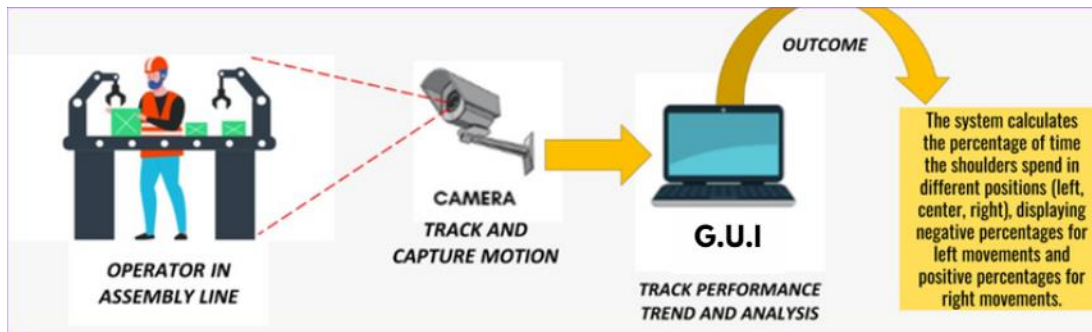 OPERATOR IN
ASSEMBLY LINE
CAMERA
TRACK AND
CAPTURE MOTION
G.U.I
TRACK PERFORMANCE
TREND AND ANALYSIS
OUTCOME
The system calculates
the percentage of time
the shoulders spend in
different positions (left,
center, right), displaying
negative percentages for
left movements and
positive percentages for
right movements.